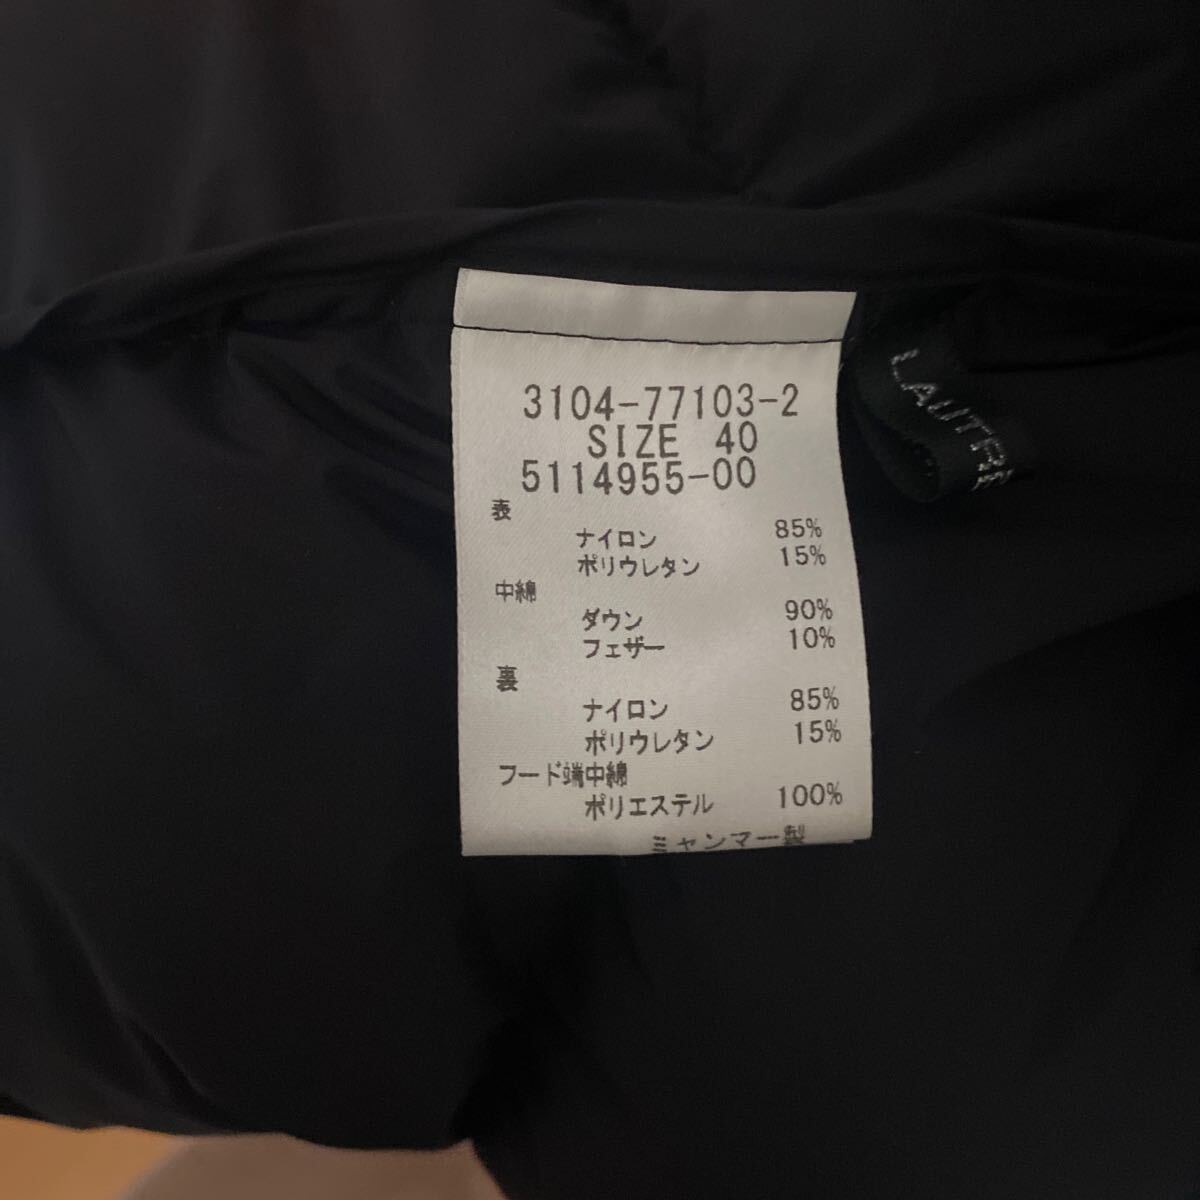 3104-77103-2
SIZE 40
5114955-00
表
ナイロン 85%
ポリウレタン 15%
中綿
ダウン 90%
フェザー 10%
裏
ナイロン 85%
ポリウレタン 15%
フード端中綿
ポリエステル 100%
ミャンマー製
LAUTRE